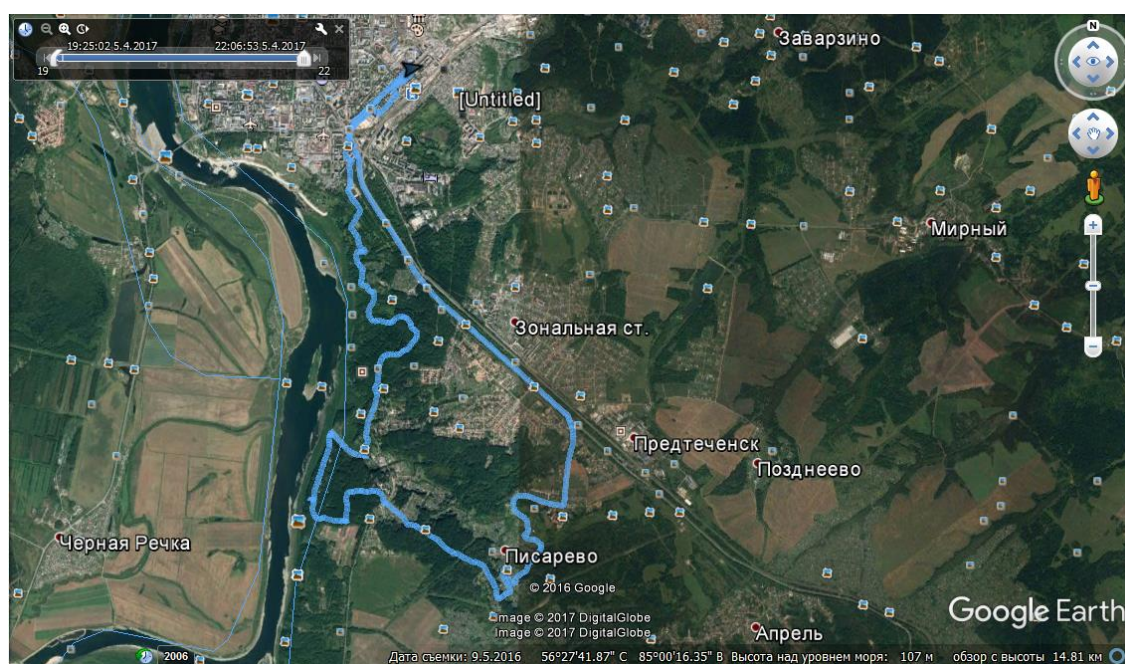 N
19:25:02 5.4.2017 22:06:53 5.4.2017
19 22
Заварзино
[Untitled]
Мирный
Зональная ст.
Предтеченск
Позднеево
Черная Речка
Писарево
© 2016 Google
Image © 2017 DigitalGlobe
Image © 2017 DigitalGlobe
Google Earth
Апрель
2006
Дата съемки: 9.5.2016 56°27'41.87" С 85°00'16.35" В Высота над уровнем моря: 107 м обзор с высоты 14.81 км